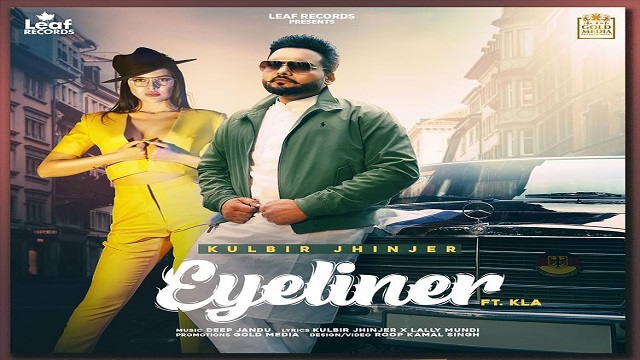 Leaf
RECORDS
LEAF RECORDS
PRESENTS
GOLD
MEDIA
KULBIR JHINJER
Eyeliner
FT. KLA
MUSIC DEEP JANDU LYRICS KULBIR JHINJER X LALLY MUNDI
PROMOTIONS GOLD MEDIA DESIGN/VIDEO ROOP KAMAL SINGH